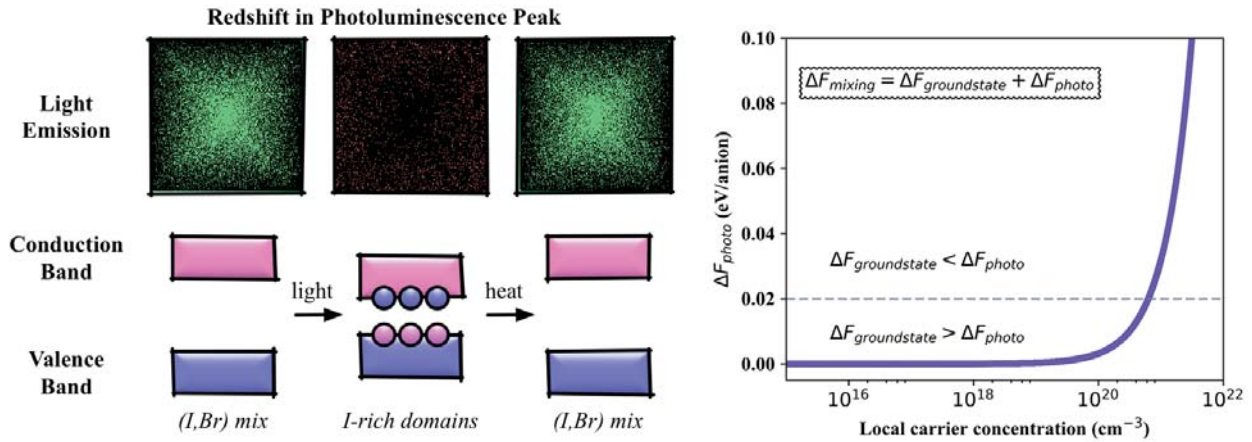 Redshift in Photoluminescence Peak
Light
Emission
Conduction
Band
light
heat
Valence
Band
(I,Br) mix
I-rich domains
(I,Br) mix
ΔF_photo (eV/anion)
0.10
0.08
0.06
0.04
0.02
0.00
ΔF_mixing = ΔF_groundstate + ΔF_photo
ΔF_groundstate < ΔF_photo
ΔF_groundstate > ΔF_photo
10^16
10^18
10^20
10^22
Local carrier concentration (cm^−3)